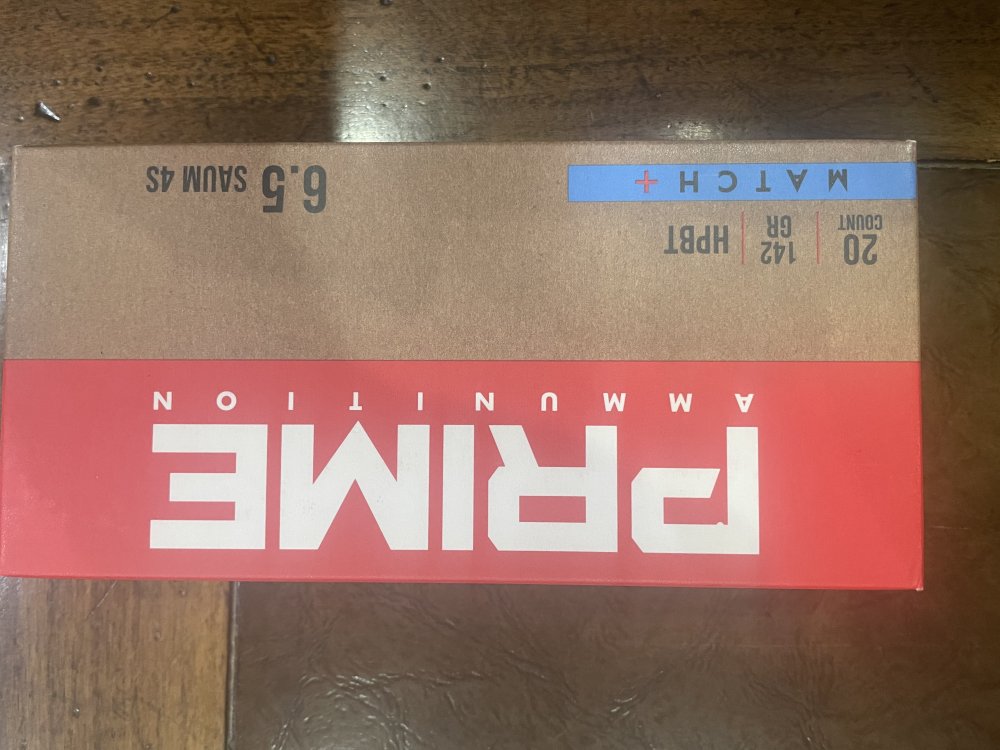 PRIME
AMMUNITION
20 COUNT | 142 GR | HPBT
MATCH+
6.5 SAUM 4S